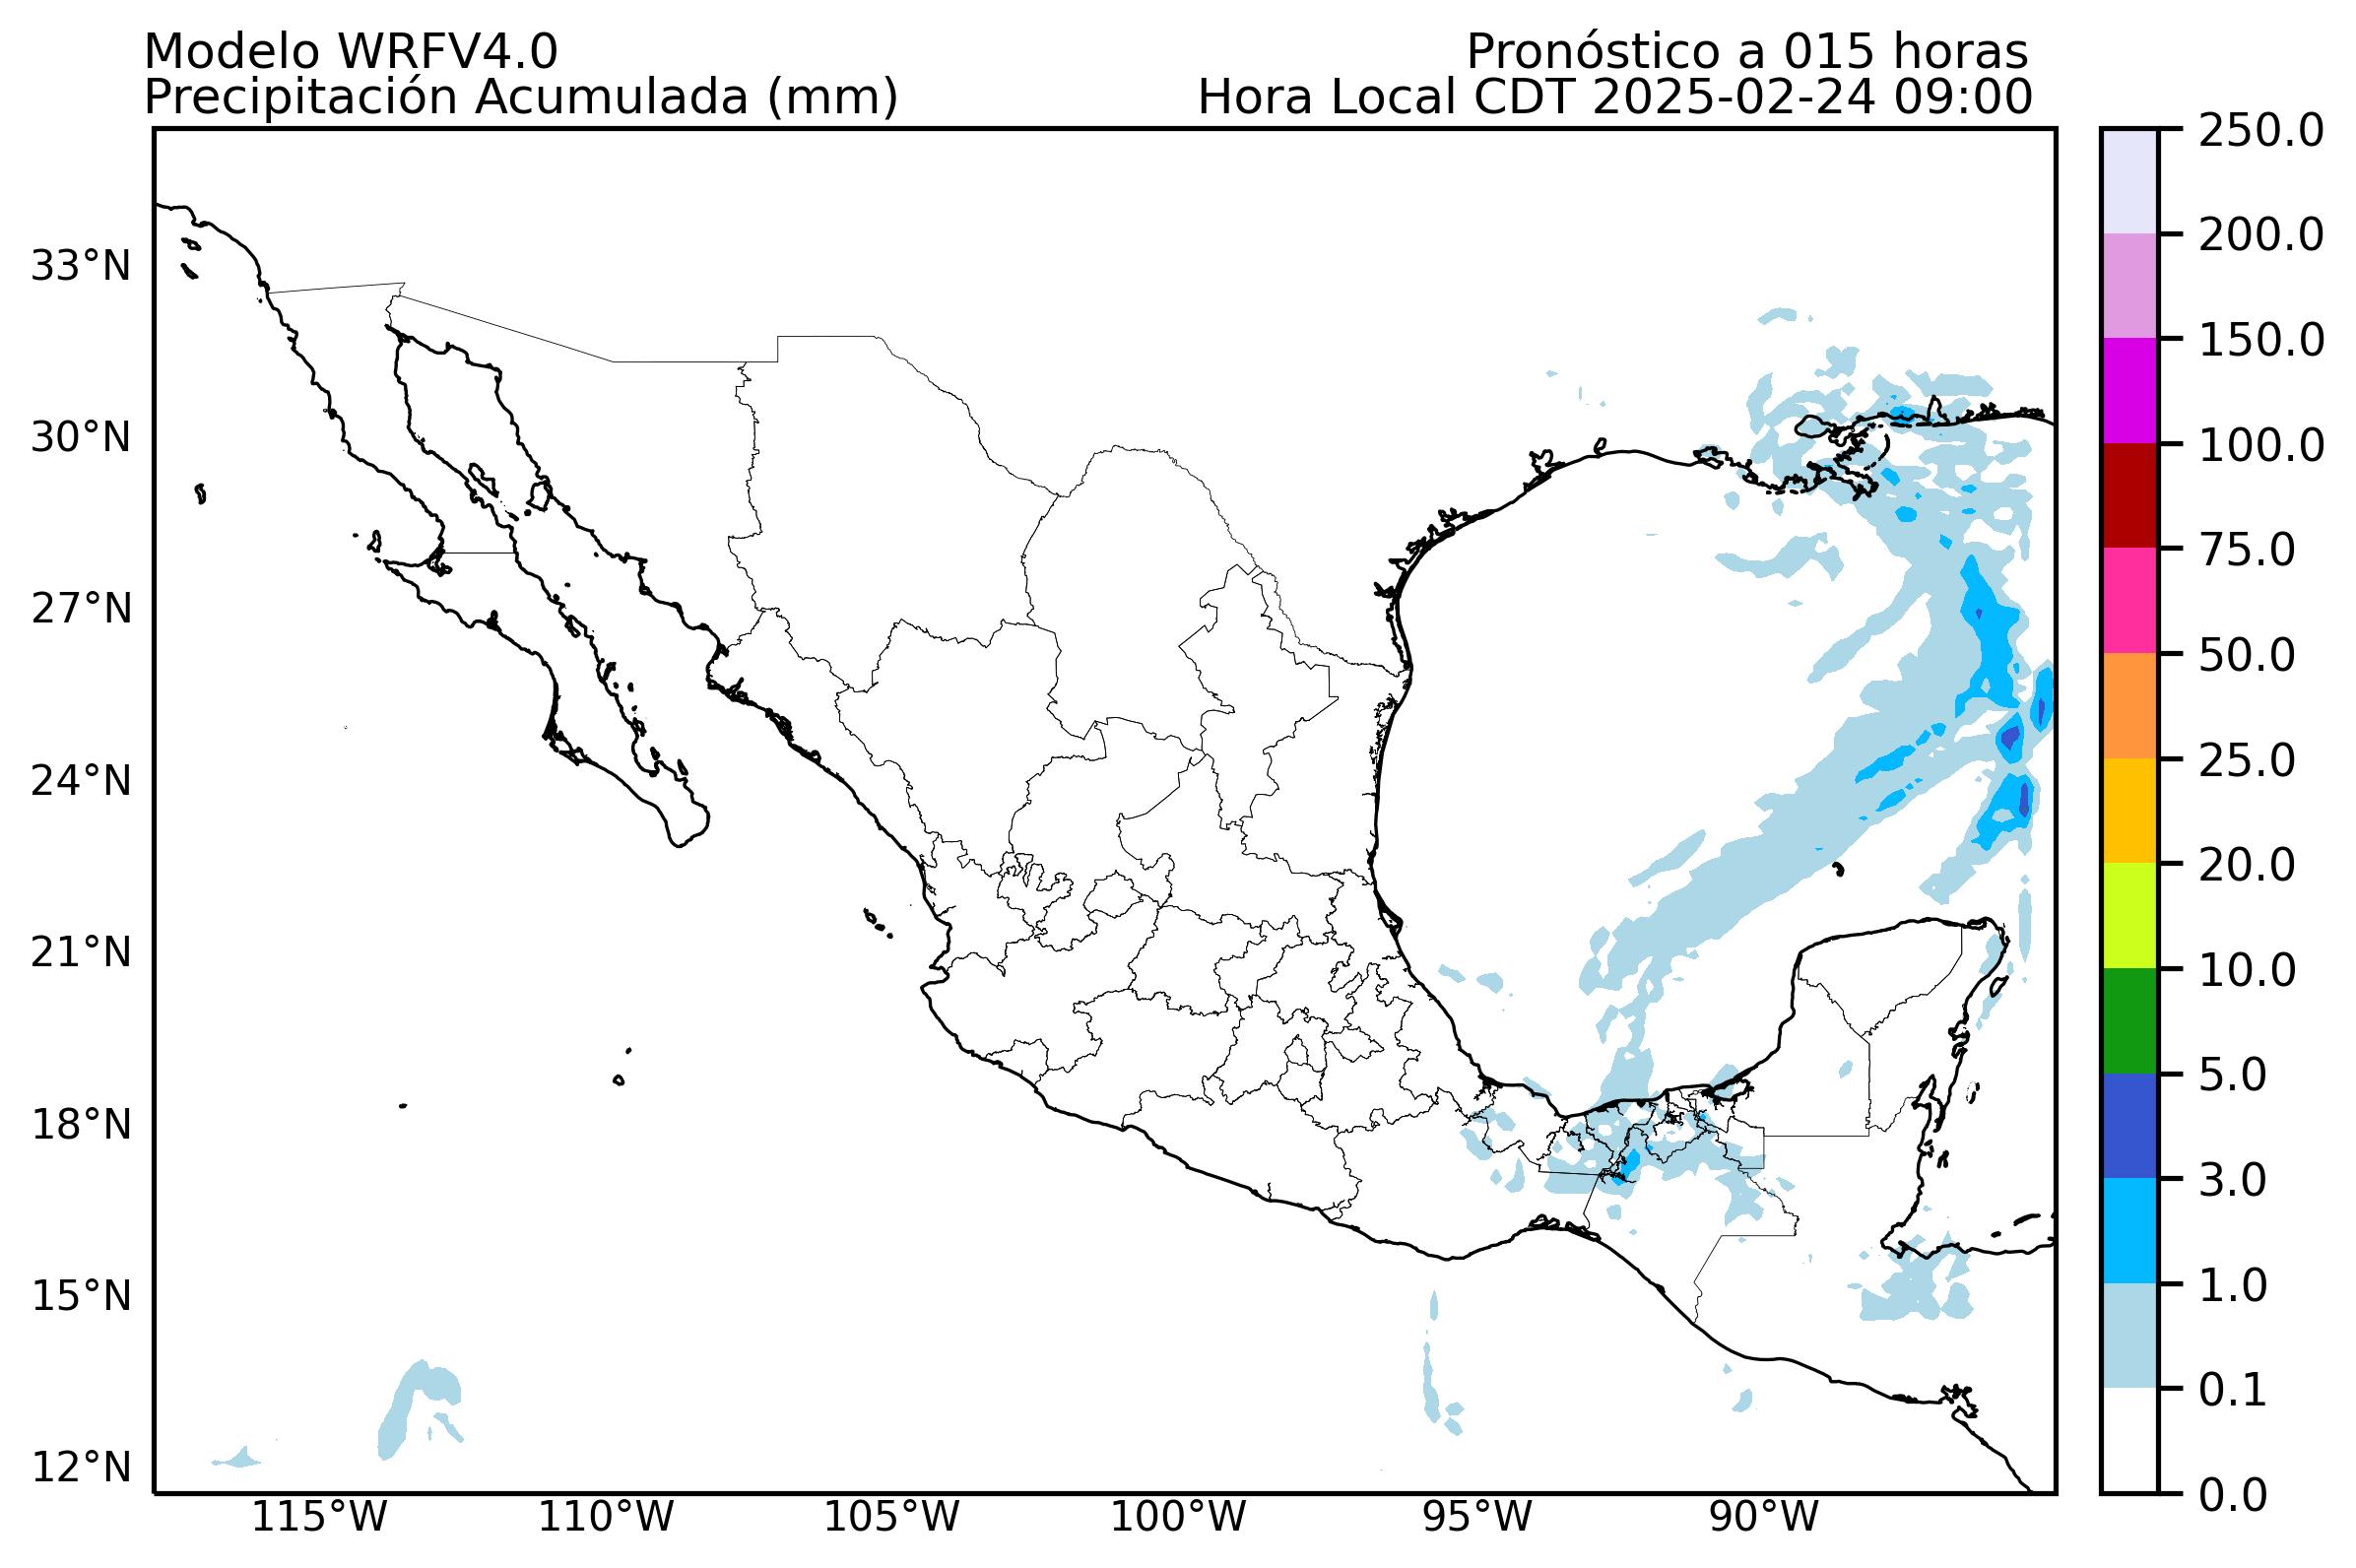 Modelo WRFV4.0
Pronóstico a 015 horas
Precipitación Acumulada (mm)
Hora Local CDT 2025-02-24 09:00
33°N
30°N
27°N
24°N
21°N
18°N
15°N
12°N
115°W
110°W
105°W
100°W
95°W
90°W
250.0
200.0
150.0
100.0
75.0
50.0
25.0
20.0
10.0
5.0
3.0
1.0
0.1
0.0